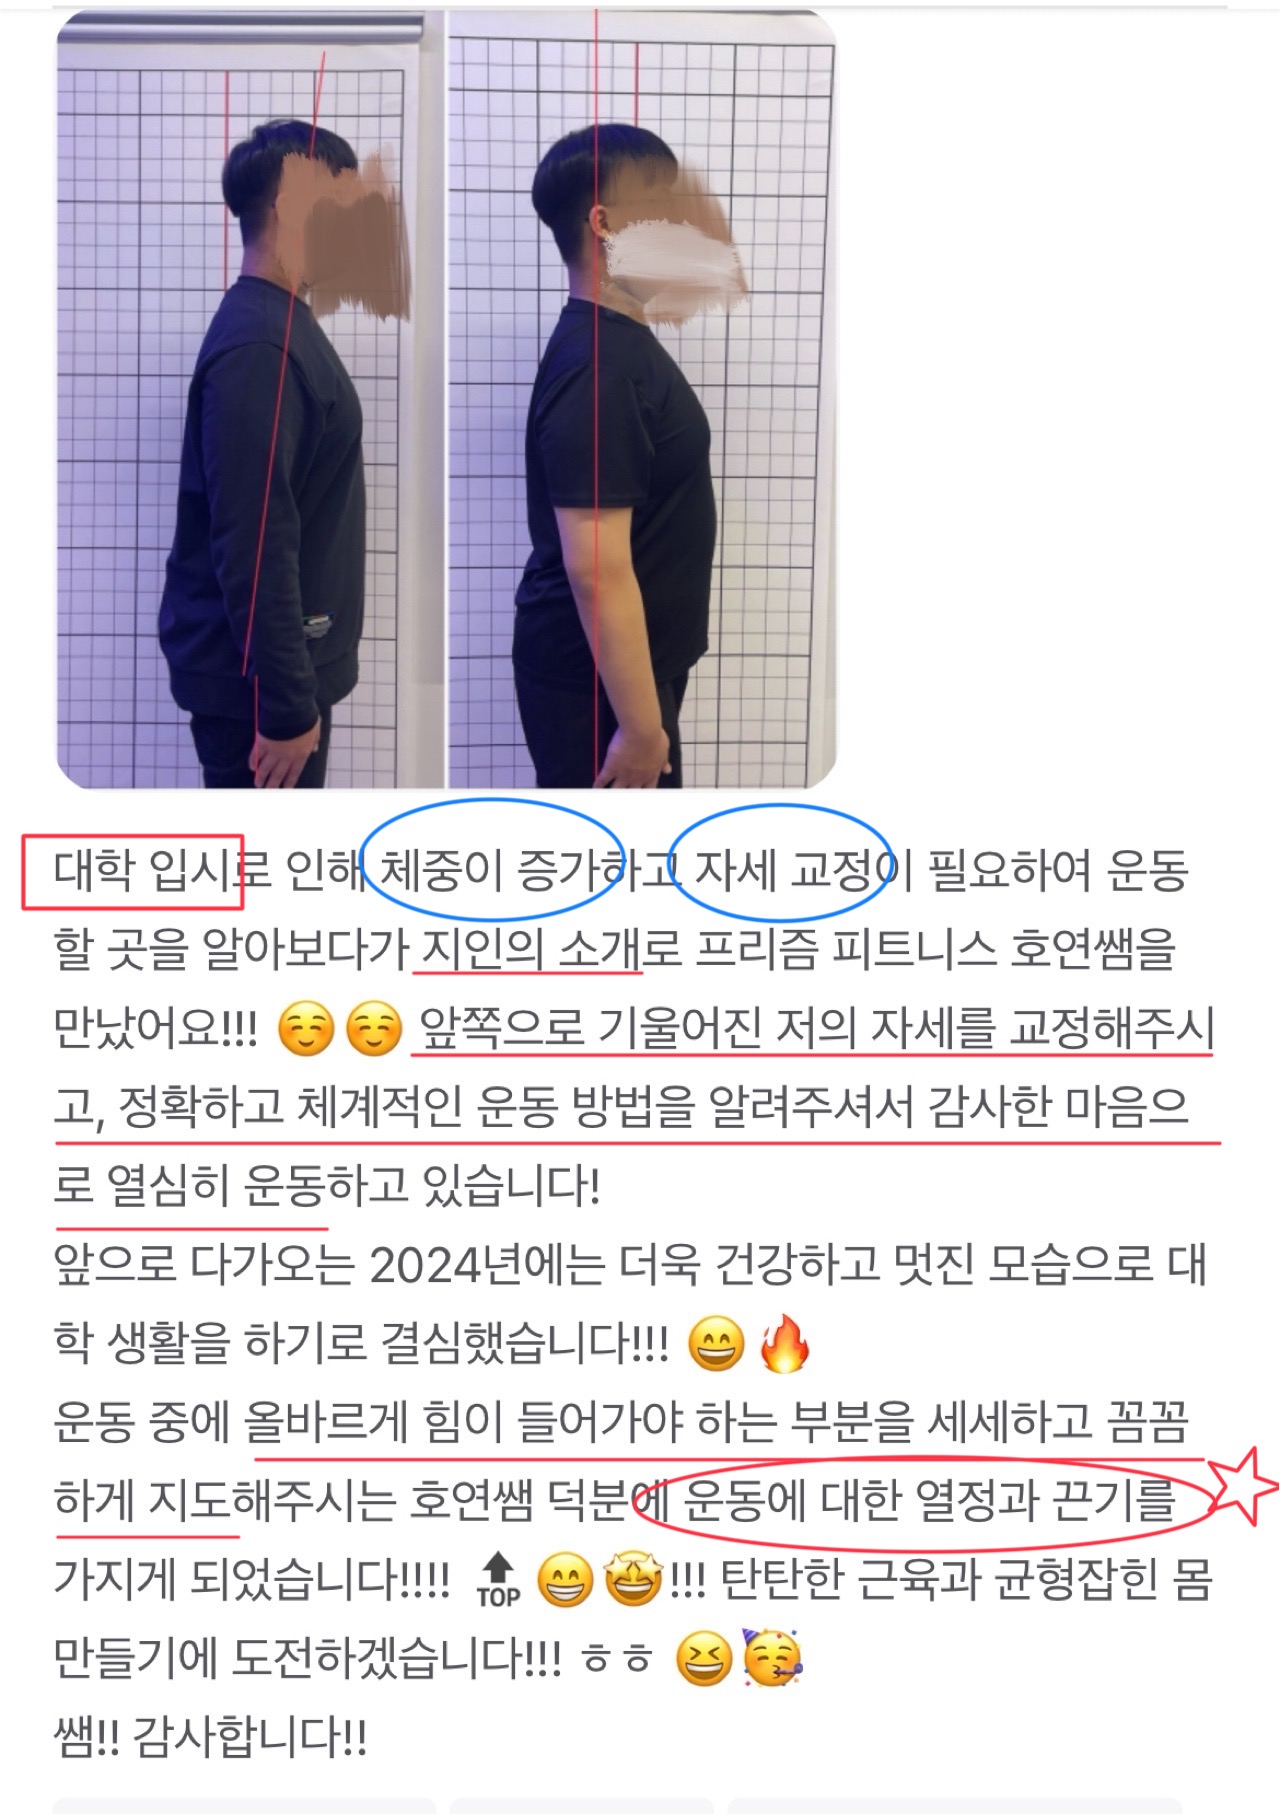 대학 입시로 인해 체중이 증가하고 자세 교정이 필요하여 운동
할 곳을 알아보다가 지인의 소개로 프리즘 피트니스 호연쌤을
만났어요!!! ☺️☺️ 앞쪽으로 기울어진 저의 자세를 교정해주시
고, 정확하고 체계적인 운동 방법을 알려주셔서 감사한 마음으
로 열심히 운동하고 있습니다!
앞으로 다가오는 2024년에는 더욱 건강하고 멋진 모습으로 대
학 생활을 하기로 결심했습니다!!! 😄🔥
운동 중에 올바르게 힘이 들어가야 하는 부분을 세세하고 꼼꼼
하게 지도해주시는 호연쌤 덕분에 운동에 대한 열정과 끈기를
가지게 되었습니다!!!! 🔝😁🤩!!! 탄탄한 근육과 균형잡힌 몸
만들기에 도전하겠습니다!!! ㅎㅎ 😆🥳
쌤!! 감사합니다!!